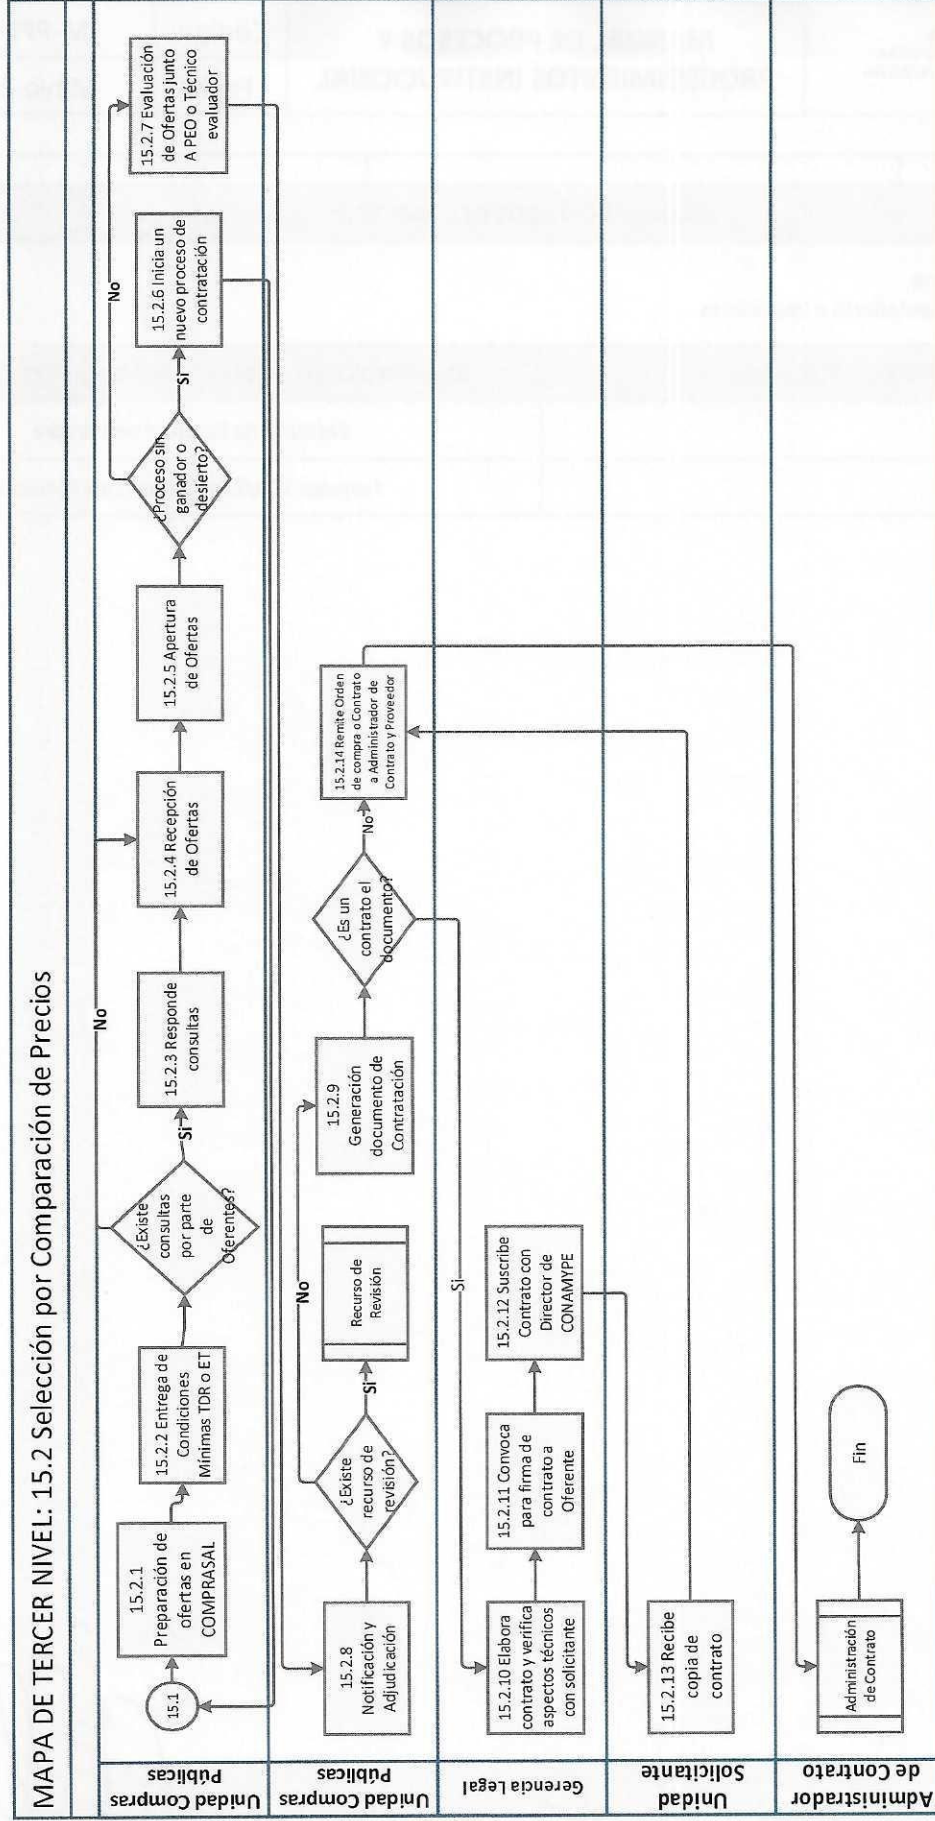 MAPA DE TERCER NIVEL: 15.2 Selección por Comparación de Precios
Unidad Compras
Públicas
15.1
15.2.1
Preparación de
ofertas en
COMPRASAL
15.2.2 Entrega de
Condiciones
Mínimas TDR o ET
¿Existe
consultas
por parte
de
Oferentes?
No
Si
15.2.3 Responde
consultas
15.2.4 Recepción
de Ofertas
15.2.5 Apertura
de Ofertas
¿Proceso sin
ganador o
desierto?
No
Si
15.2.6 Inicia un
nuevo proceso de
contratación
15.2.7 Evaluación
de Ofertas junto
A PEO o Técnico
evaluador
Unidad Compras
Públicas
15.2.8
Notificación y
Adjudicación
¿Existe
recurso de
revisión?
No
Si
Recurso de
Revisión
15.2.9
Generación
documento de
Contratación
¿Es un
contrato el
documento?
No
Si
15.2.14 Remite Orden
de compra o Contrato
a Administrador de
Contrato y Proveedor
Gerencia Legal
15.2.10 Elabora
contrato y verifica
aspectos técnicos
con solicitante
15.2.11 Convoca
para firma de
contrato a
Oferente
15.2.12 Suscribe
Contrato con
Director de
CONAMYPE
Unidad
Solicitante
15.2.13 Recibe
copia de
contrato
Administrador
de Contrato
Administración
de Contrato
Fin